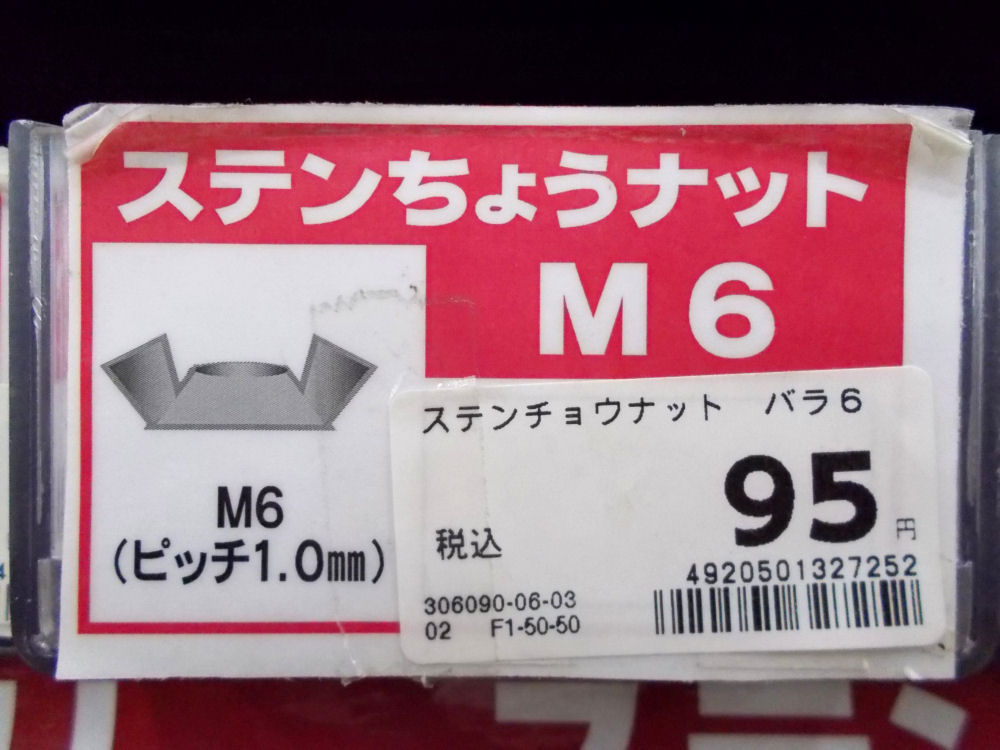 ステンちょうナット
M6
M6
(ピッチ1.0mm)
ステンチョウナット バラ6
95円
税込
4920501327252
306090-06-03
02 F1-50-50